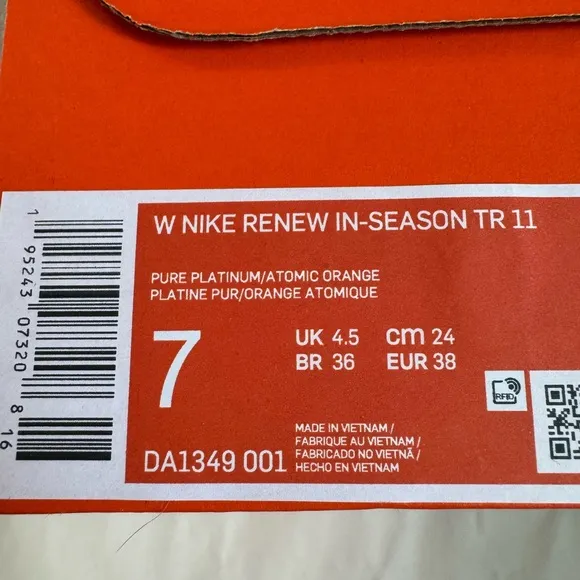 W NIKE RENEW IN-SEASON TR 11
PURE PLATINUM/ATOMIC ORANGE
PLATINE PUR/ORANGE ATOMIQUE
7
UK 4.5 cm 24
BR 36 EUR 38
RFID
DA1349 001
MADE IN VIETNAM /
FABRIQUE AU VIETNAM /
FABRICADO NO VIETNÃ /
HECHO EN VIETNAM
1 95243 07320 8 16